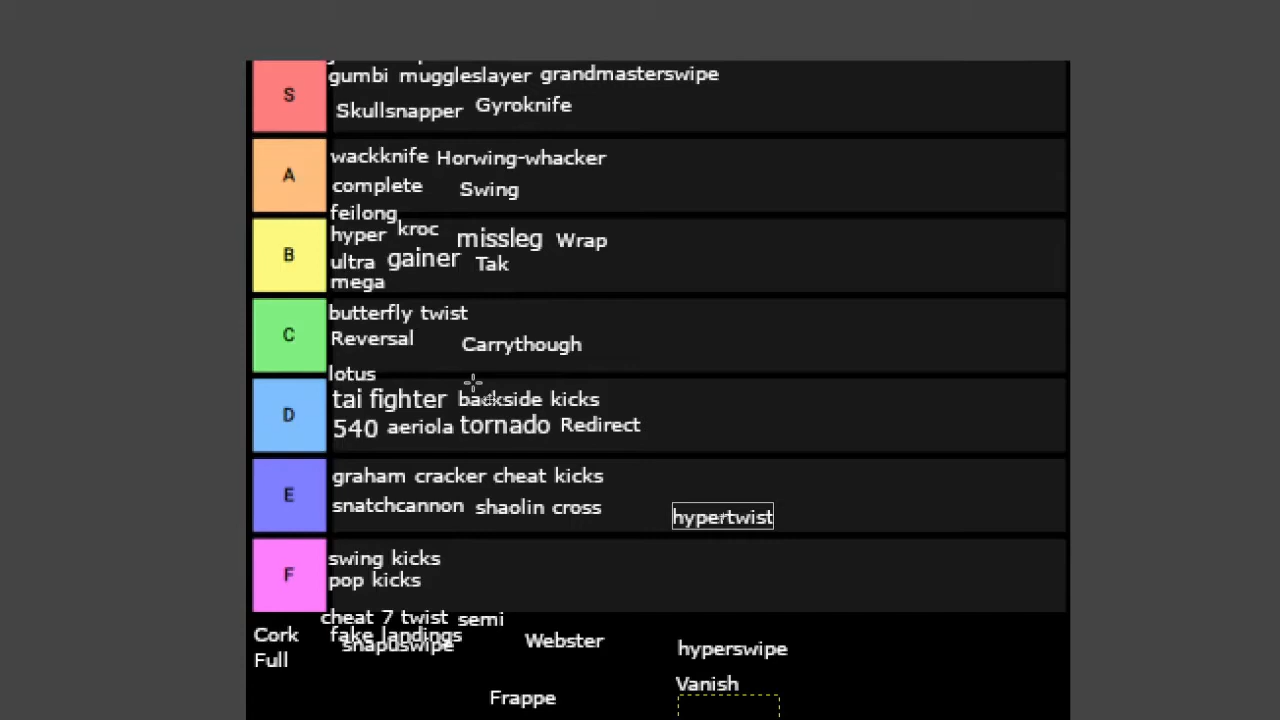 S
gumbi muggleslayer grandmasterswipe
Skullsnapper Gyroknife
A
wackknife Horwing-whacker
complete Swing
feilong
B
hyper kroc missleg Wrap
ultra gainer Tak
mega
C
butterfly twist
Reversal Carrythough
lotus
D
tai fighter backside kicks
540 aeriola tornado Redirect
E
graham cracker cheat kicks
snatchcannon shaolin cross
hypertwist
F
swing kicks
pop kicks
cheat 7 twist semi
Cork fake landings Webster
snapuswipe hyperswipe
Full
Vanish
Frappe